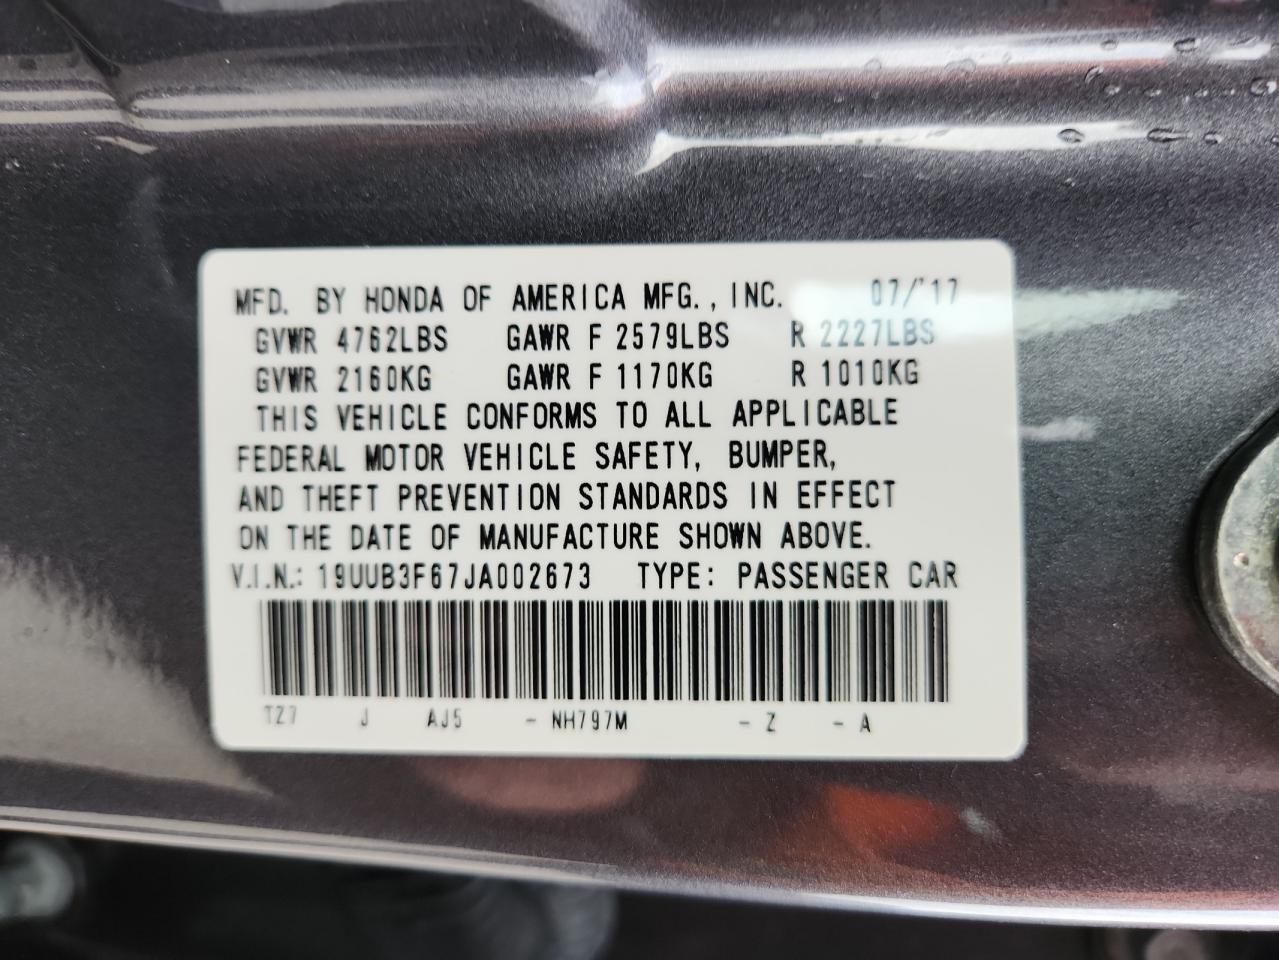 MFD. BY HONDA OF AMERICA MFG., INC. 07/'17
GVWR 4762LBS GAWR F 2579LBS R 2227LBS
GVWR 2160KG GAWR F 1170KG R 1010KG
THIS VEHICLE CONFORMS TO ALL APPLICABLE
FEDERAL MOTOR VEHICLE SAFETY, BUMPER,
AND THEFT PREVENTION STANDARDS IN EFFECT
ON THE DATE OF MANUFACTURE SHOWN ABOVE.
V.I.N.: 19UUB3F67JA002673 TYPE: PASSENGER CAR
TZ7 J AJ5 - NH797M - Z - A